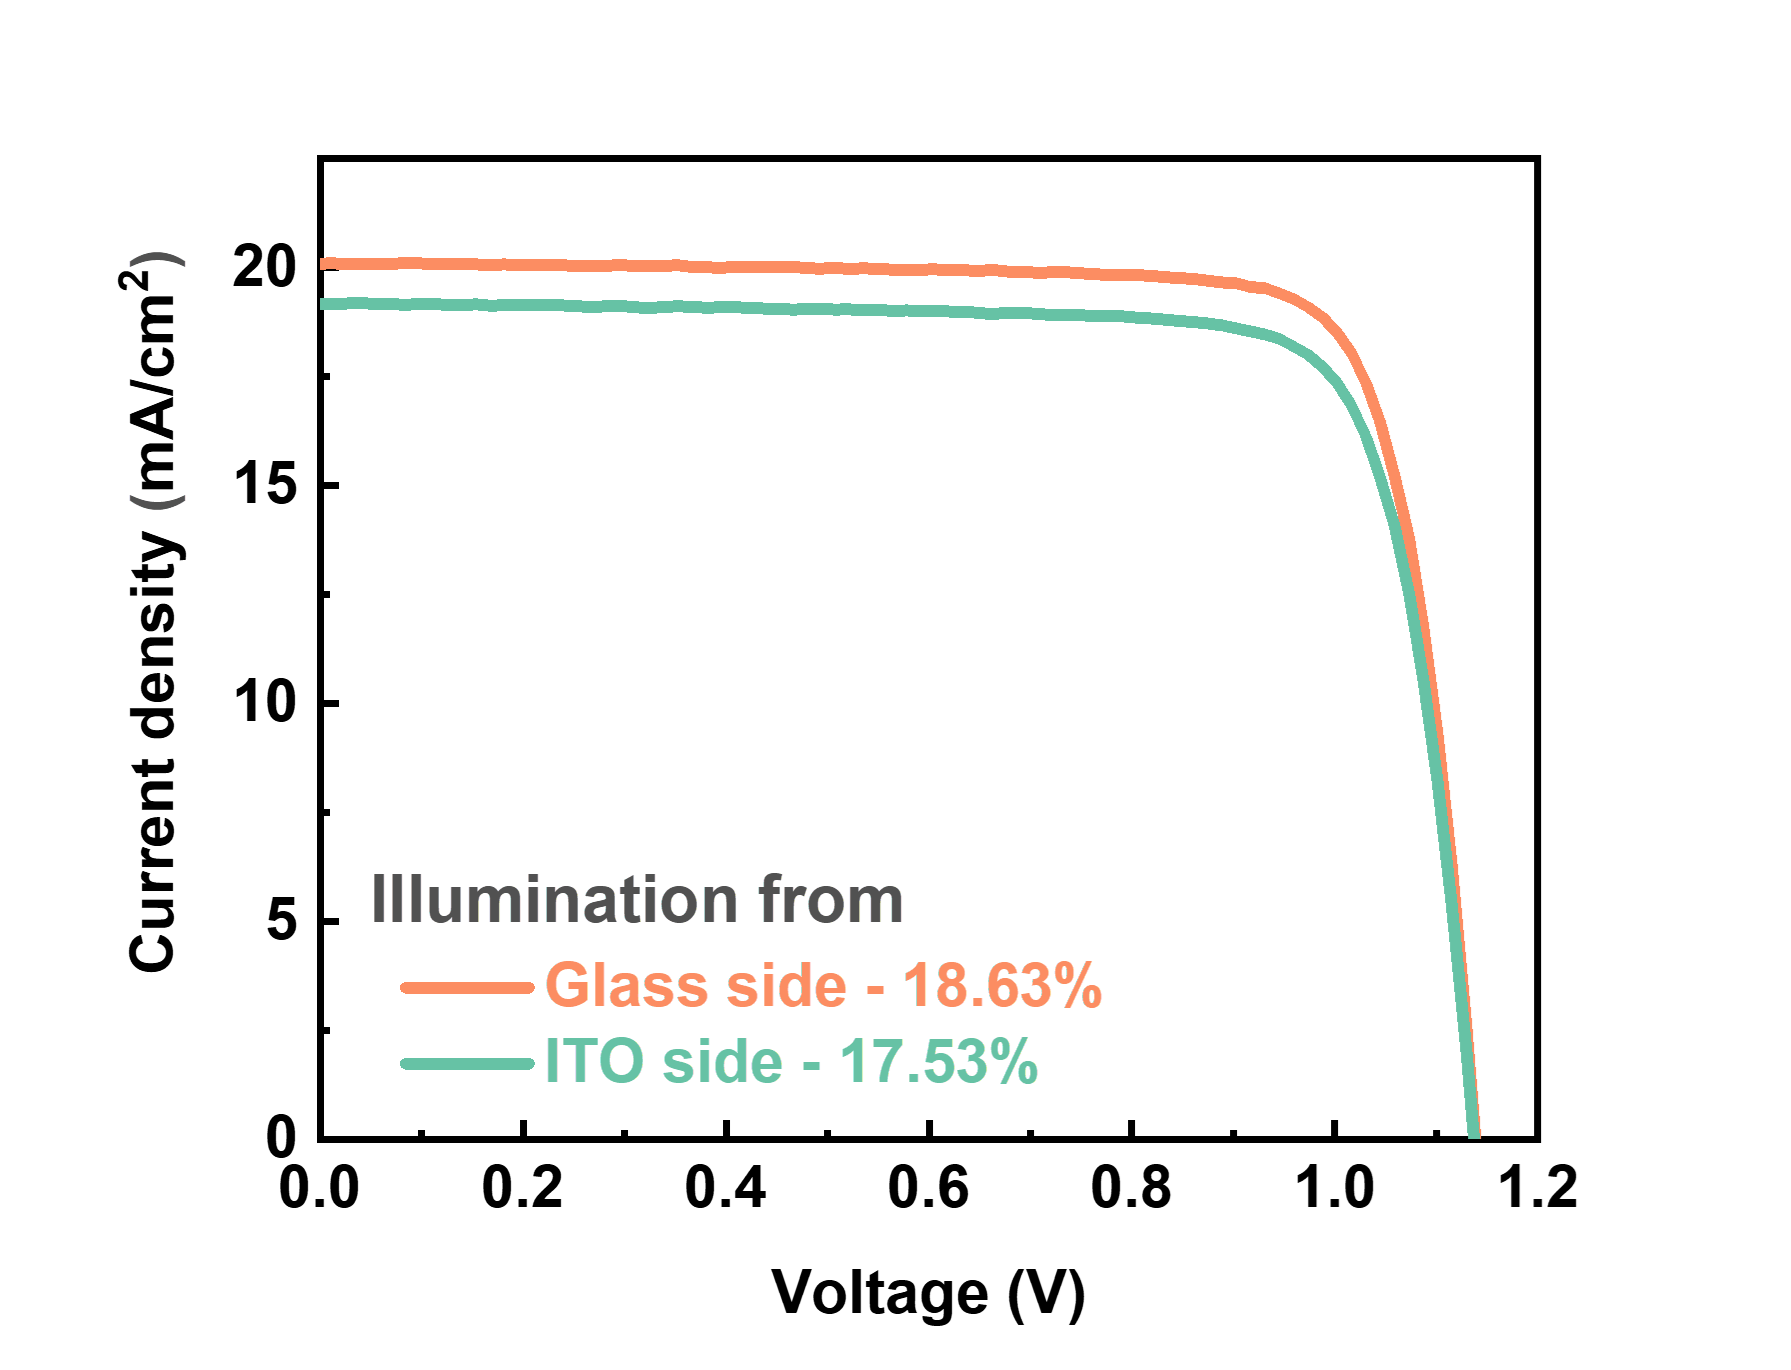 Current density (mA/cm²)
20
15
10
5
0
Illumination from
Glass side - 18.63%
ITO side - 17.53%
0.0 0.2 0.4 0.6 0.8 1.0 1.2
Voltage (V)